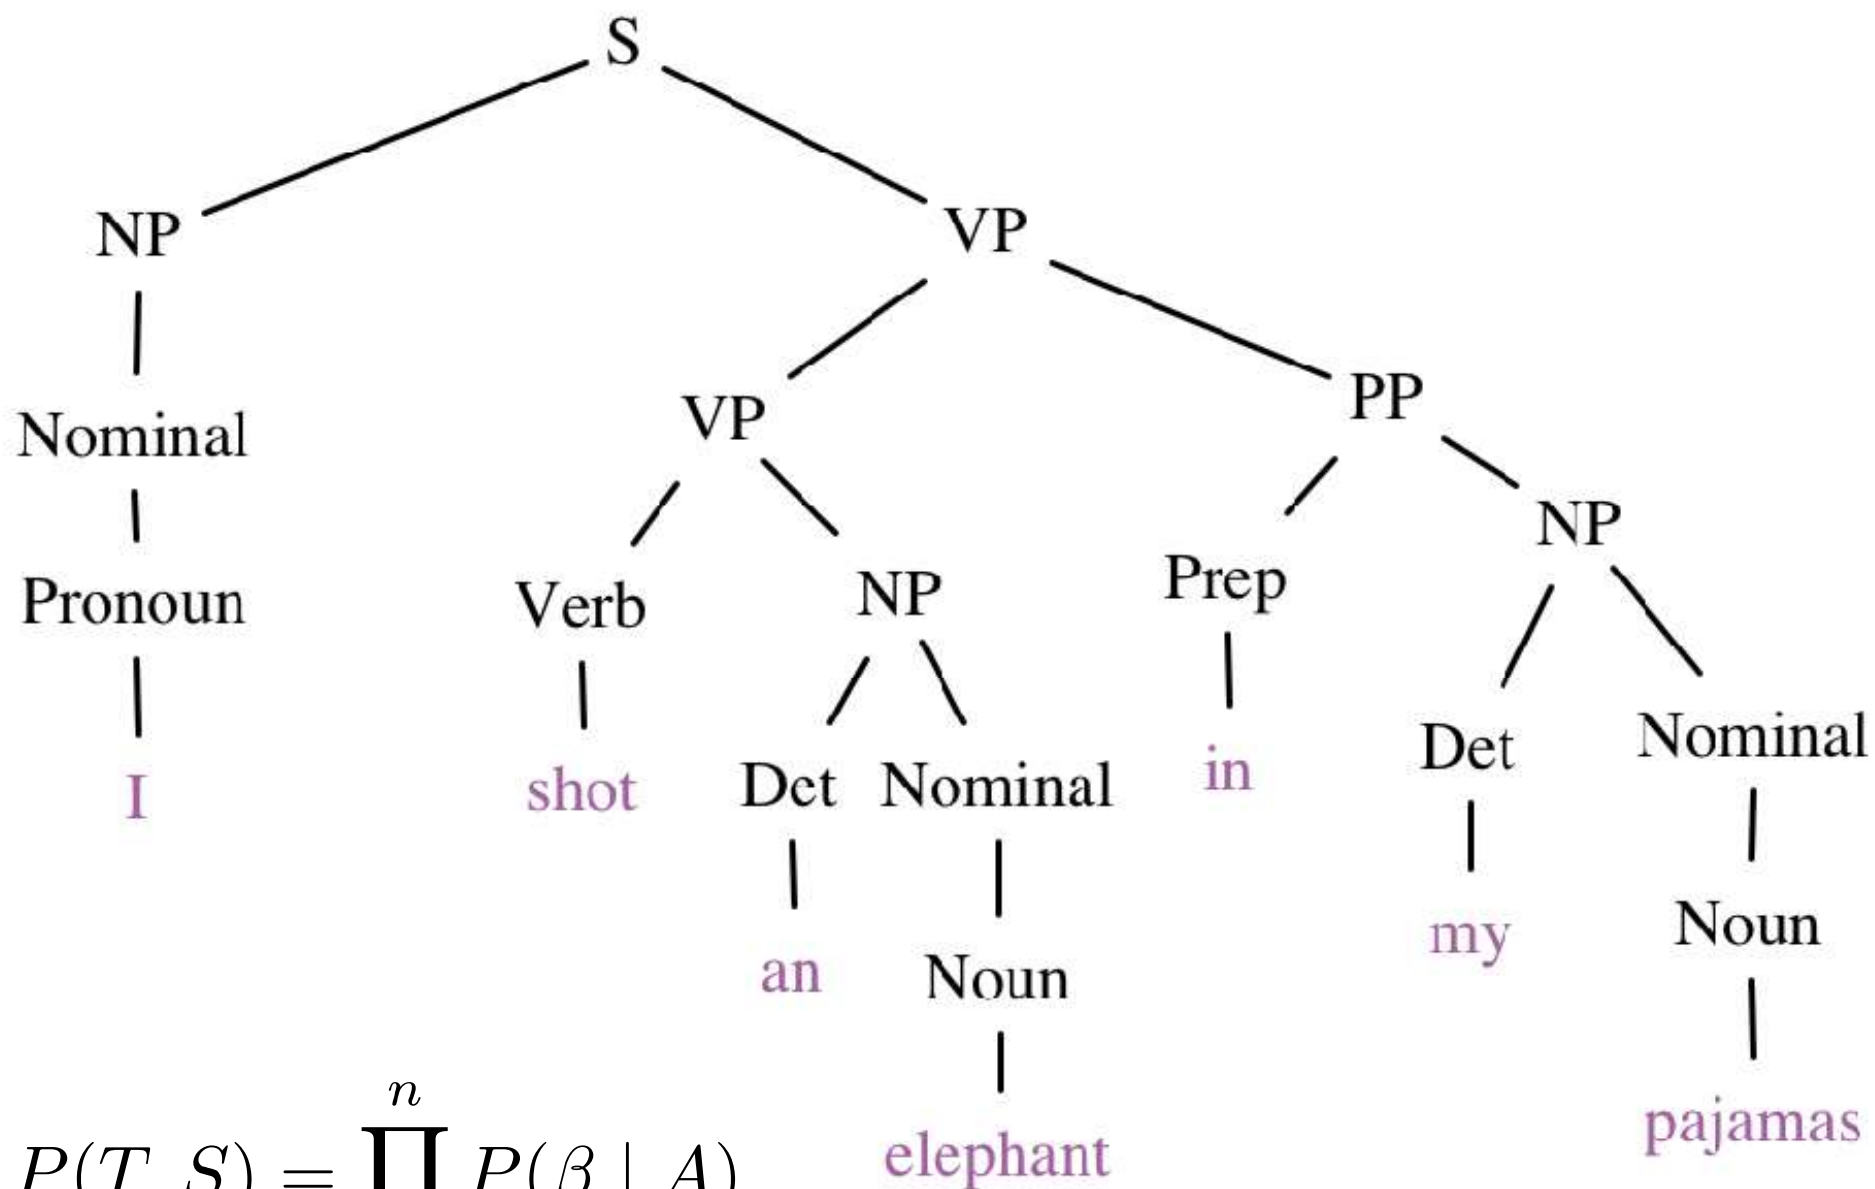 S
NP VP
VP PP
Nominal
NP
Prep
Pronoun Verb NP
Det Nominal
I shot Det Nominal in
my Noun
an Noun
n
pajamas
P(T S) = ∏ P(β | A)
elephant